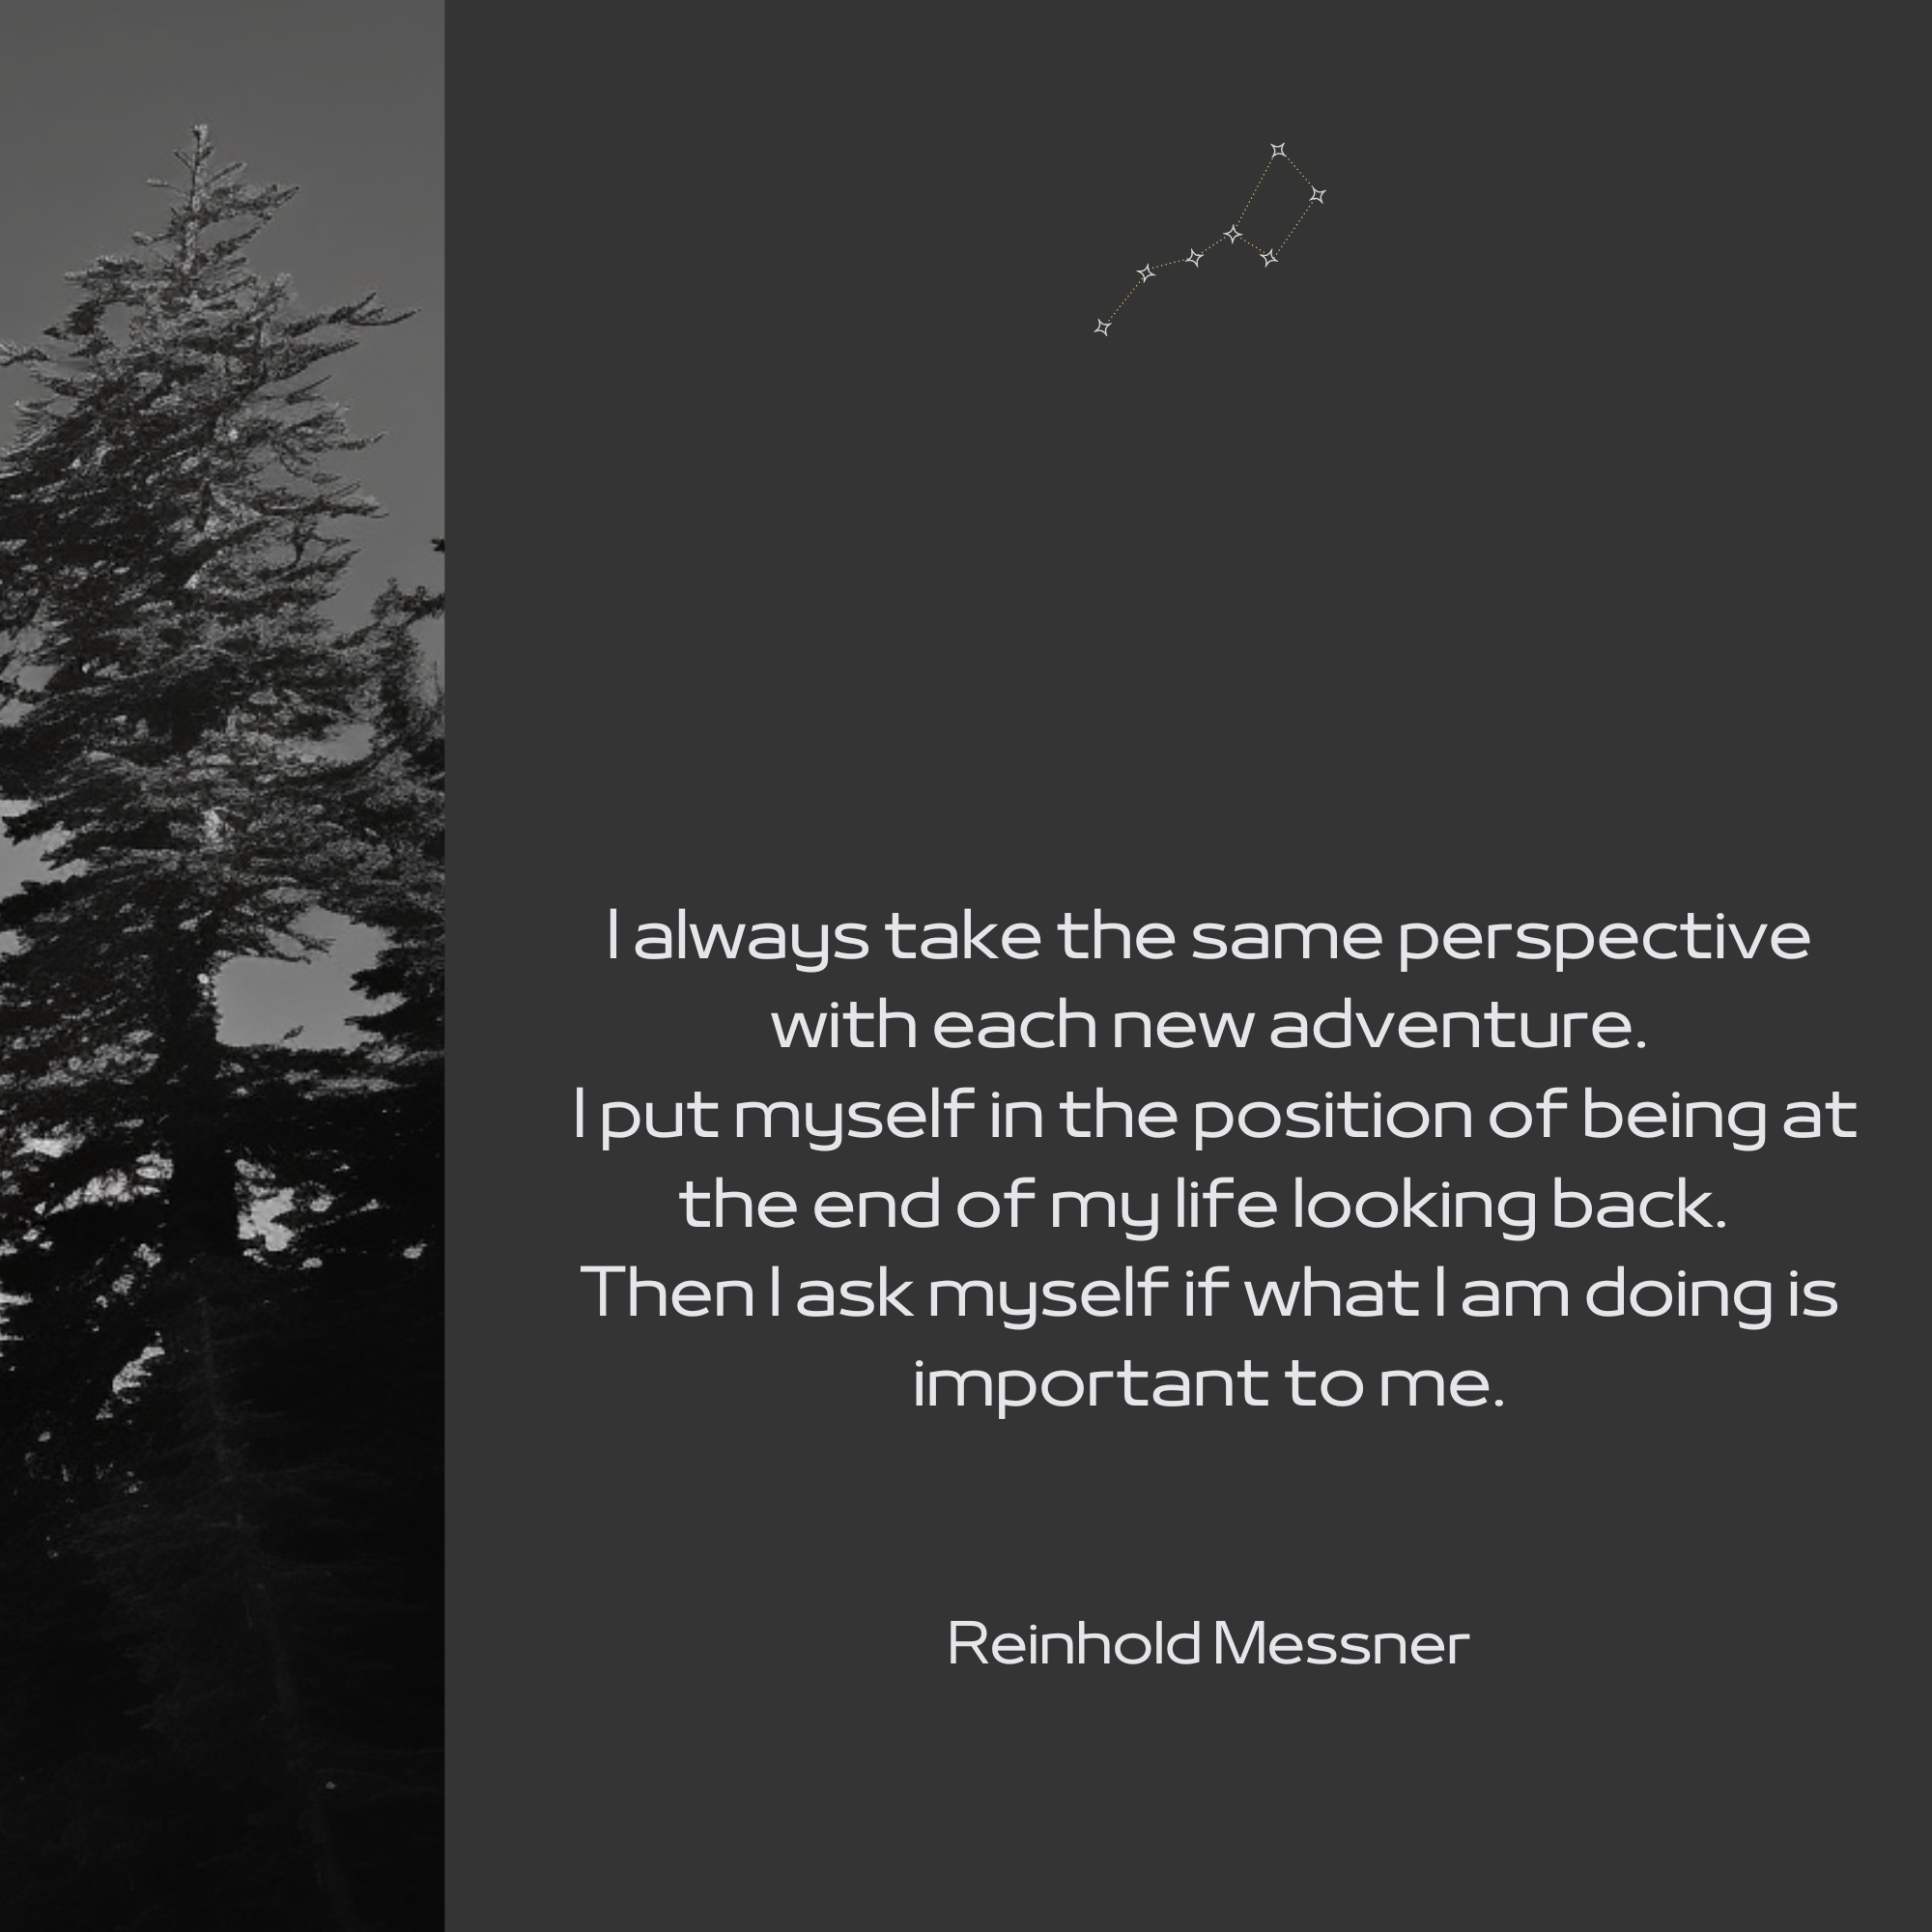 I always take the same perspective
with each new adventure.
I put myself in the position of being at
the end of my life looking back.
Then I ask myself if what I am doing is
important to me.
Reinhold Messner